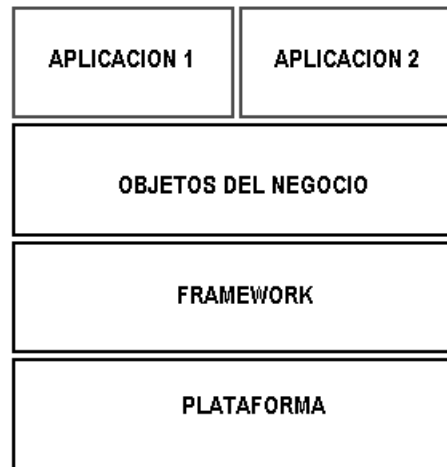 APLICACION 1
APLICACION 2
OBJETOS DEL NEGOCIO
FRAMEWORK
PLATAFORMA